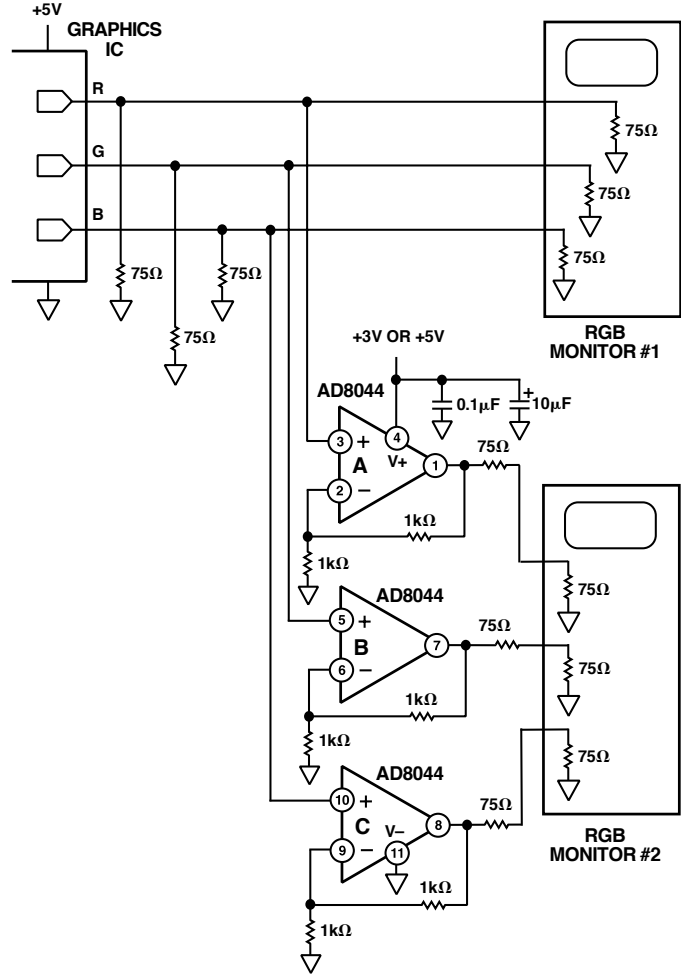 +5V
GRAPHICS
IC
R
G
B
75Ω
75Ω
75Ω
75Ω
75Ω
75Ω
RGB
MONITOR #1
+3V OR +5V
AD8044
0.1μF
+
10μF
3
+
A
4
V+
1
2
–
75Ω
1kΩ
1kΩ
75Ω
AD8044
5
+
B
7
6
–
75Ω
75Ω
1kΩ
1kΩ
75Ω
AD8044
10
+
C
V–
8
9
–
11
75Ω
1kΩ
1kΩ
RGB
MONITOR #2